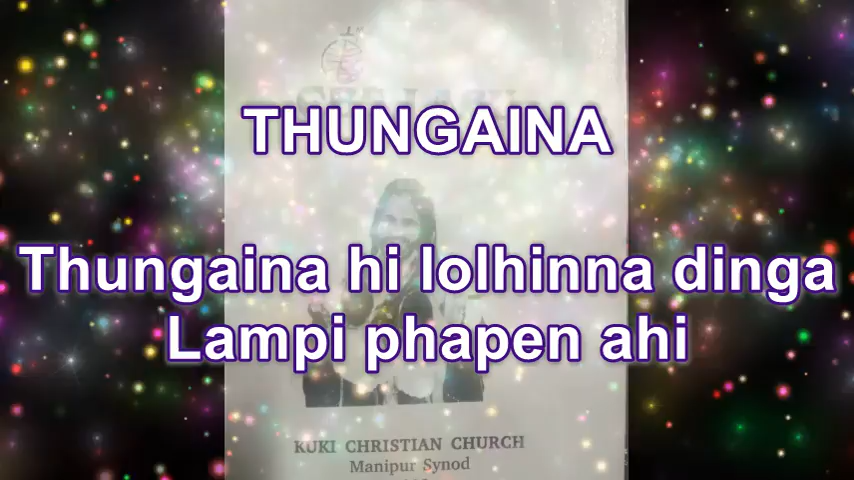 THUNGAINA
Thungaina hi lolhinna dinga
Lampi phapen ahi
KUKI CHRISTIAN CHURCH
Manipur Synod